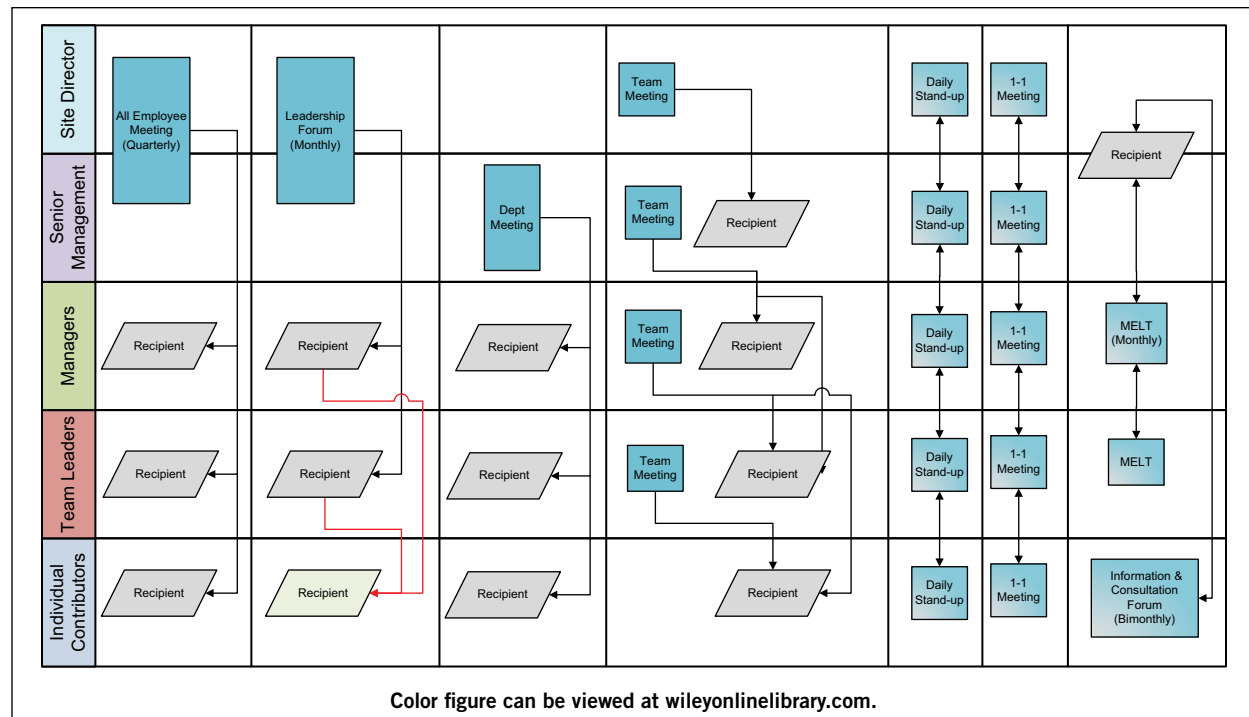 Site Director
All Employee
Meeting
(Quarterly)
Leadership
Forum
(Monthly)
Team
Meeting
Daily
Stand-up
1-1
Meeting
Recipient
Senior
Management
Dept
Meeting
Team
Meeting
Recipient
Daily
Stand-up
1-1
Meeting
Managers
Recipient
Recipient
Recipient
Team
Meeting
Recipient
Daily
Stand-up
1-1
Meeting
MELT
(Monthly)
Team Leaders
Recipient
Recipient
Recipient
Team
Meeting
Recipient
Daily
Stand-up
1-1
Meeting
MELT
Individual
Contributors
Recipient
Recipient
Recipient
Recipient
Daily
Stand-up
1-1
Meeting
Information &
Consultation
Forum
(Bimonthly)
Color figure can be viewed at wileyonlinelibrary.com.